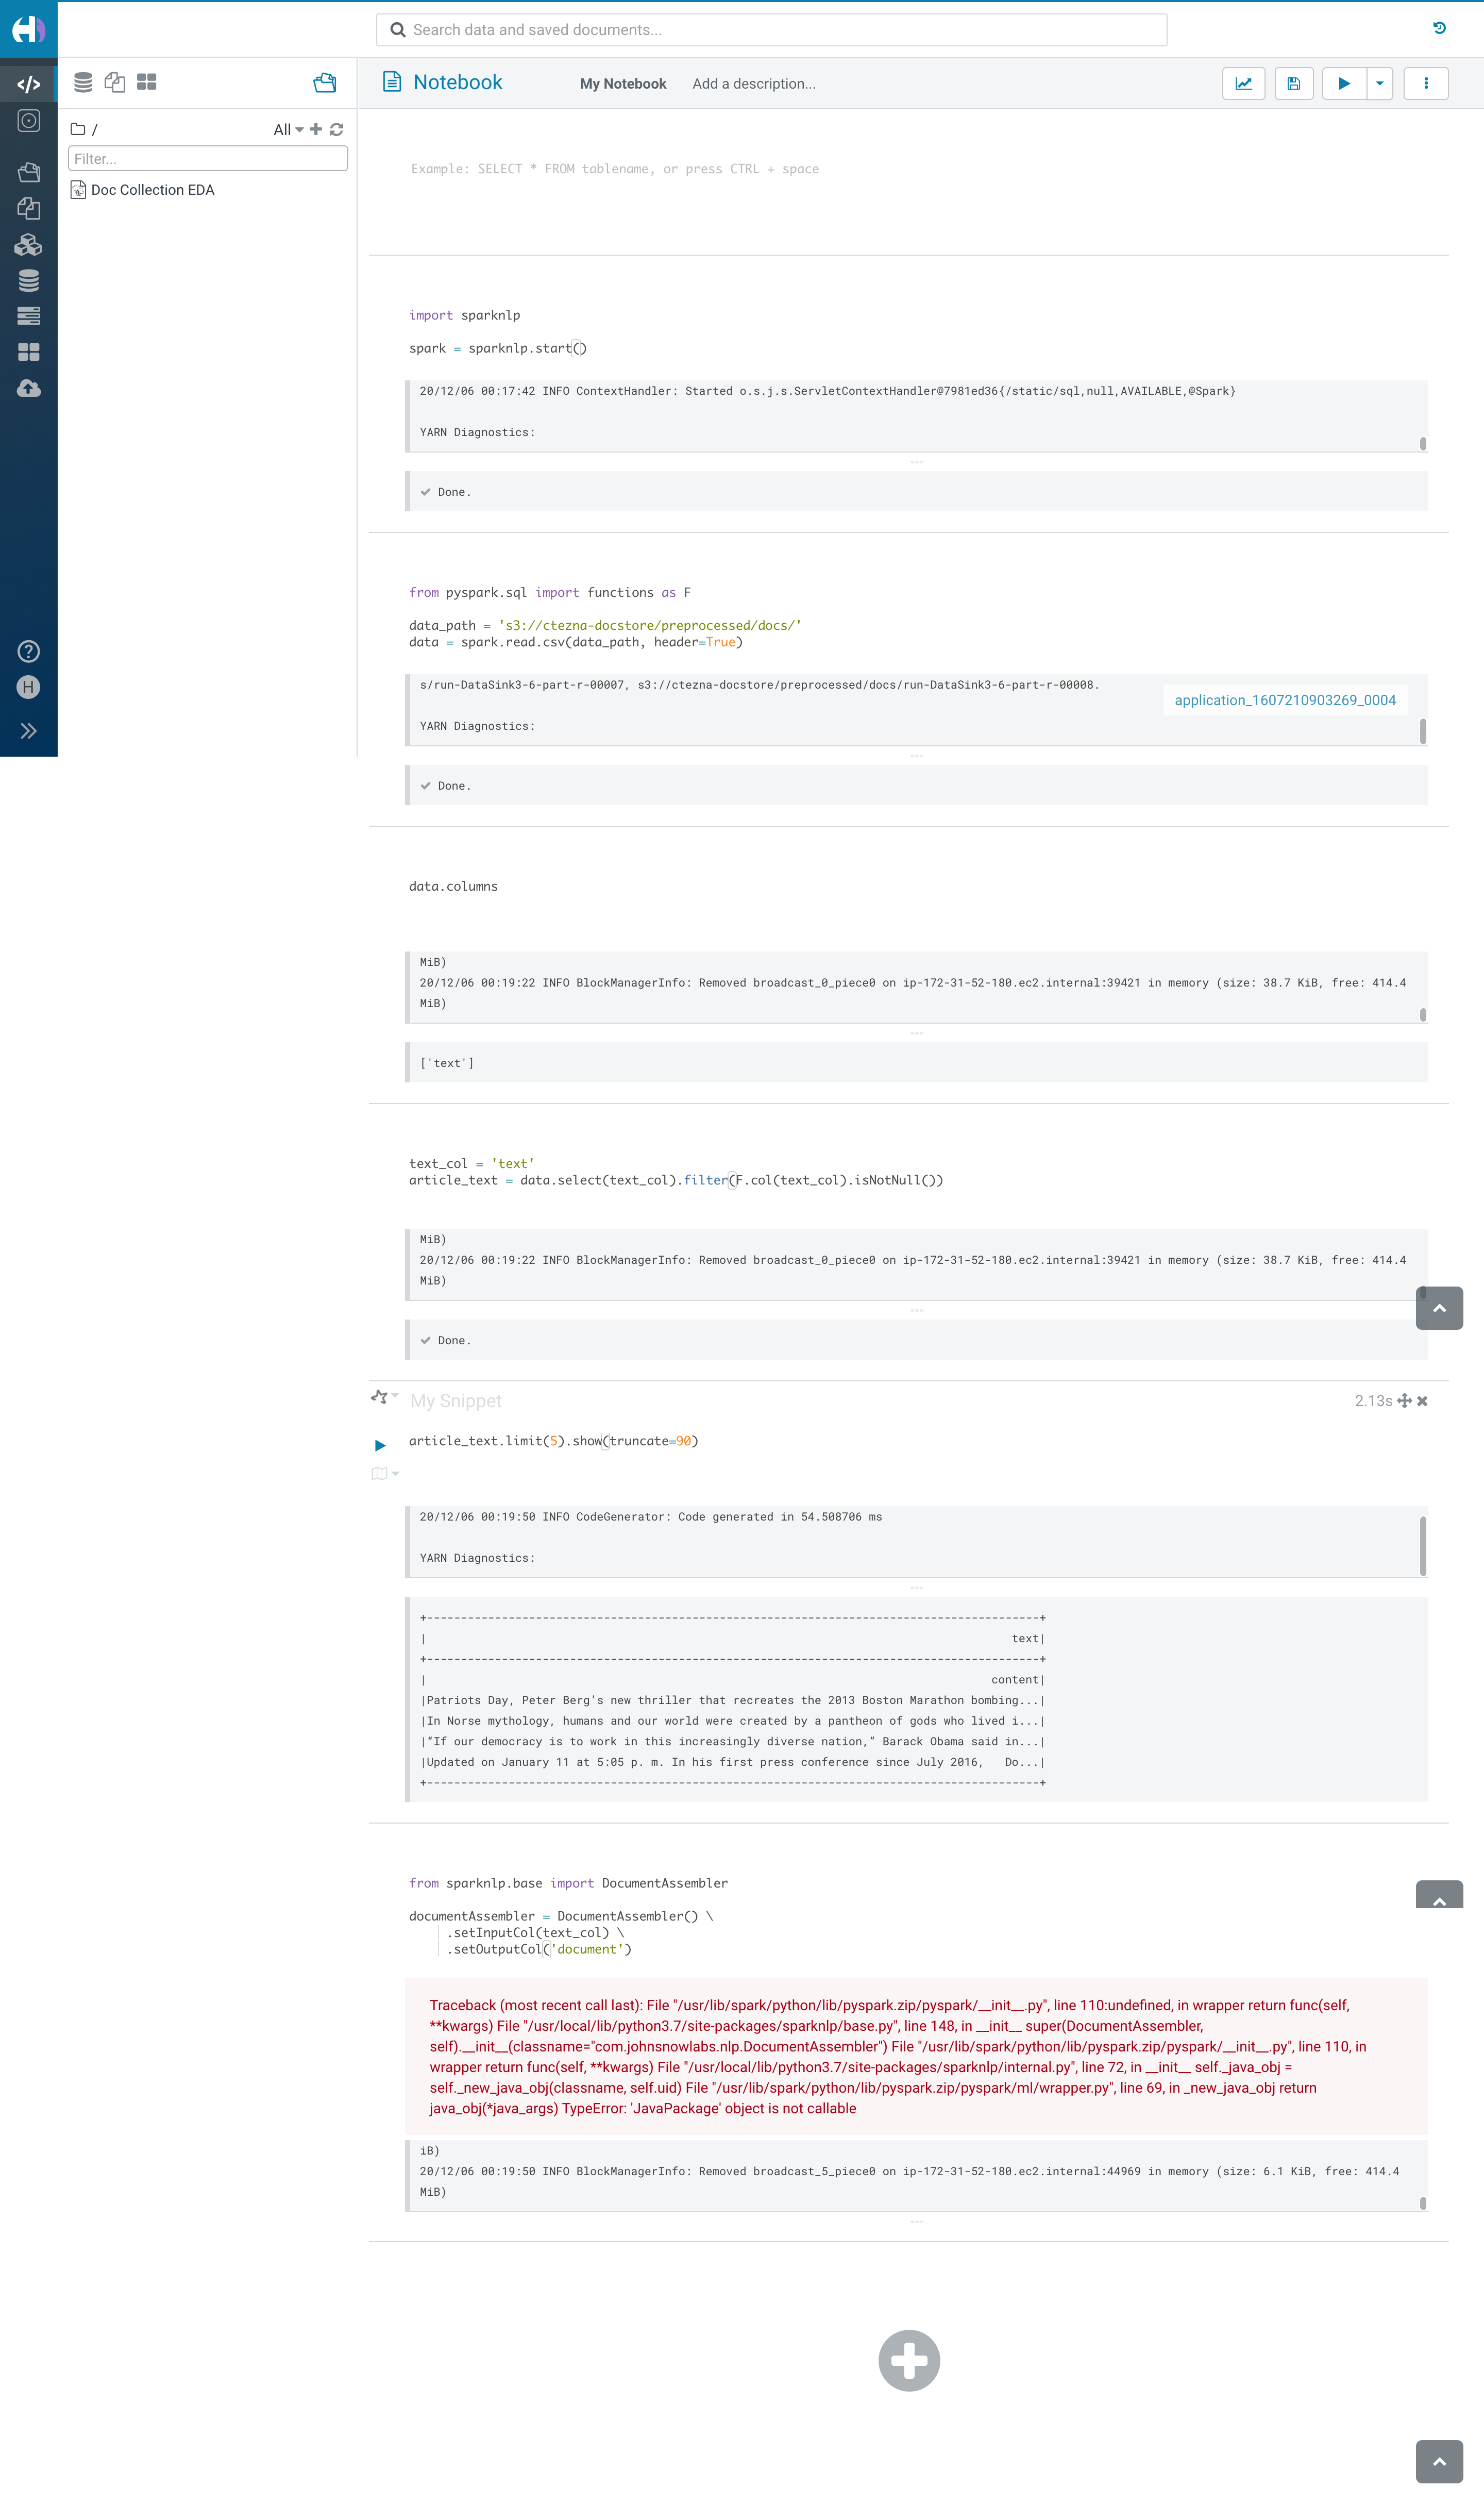 Search data and saved documents...
Notebook
My Notebook
Add a description...
/
All
Filter...
Doc Collection EDA
H
Example: SELECT * FROM tablename, or press CTRL + space
import sparknlp
spark = sparknlp.start()
20/12/06 00:17:42 INFO ContextHandler: Started o.s.j.s.ServletContextHandler@7981ed36{/static/sql,null,AVAILABLE,@Spark}
YARN Diagnostics:
Done.
from pyspark.sql import functions as F
data_path = 's3://ctezna-docstore/preprocessed/docs/'
data = spark.read.csv(data_path, header=True)
s/run-DataSink3-6-part-r-00007, s3://ctezna-docstore/preprocessed/docs/run-DataSink3-6-part-r-00008.
application_1607210903269_0004
YARN Diagnostics:
Done.
data.columns
MiB)
20/12/06 00:19:22 INFO BlockManagerInfo: Removed broadcast_0_piece0 on ip-172-31-52-180.ec2.internal:39421 in memory (size: 38.7 KiB, free: 414.4
MiB)
['text']
text_col = 'text'
article_text = data.select(text_col).filter(F.col(text_col).isNotNull())
MiB)
20/12/06 00:19:22 INFO BlockManagerInfo: Removed broadcast_0_piece0 on ip-172-31-52-180.ec2.internal:39421 in memory (size: 38.7 KiB, free: 414.4
MiB)
Done.
My Snippet
2.13s
article_text.limit(5).show(truncate=90)
20/12/06 00:19:50 INFO CodeGenerator: Code generated in 54.508706 ms
YARN Diagnostics:
+------------------------------------------------------------------------------------------+
|                                                                                      text|
+------------------------------------------------------------------------------------------+
|                                                                                   content|
|Patriots Day, Peter Berg’s new thriller that recreates the 2013 Boston Marathon bombing...|
|In Norse mythology, humans and our world were created by a pantheon of gods who lived i...|
|“If our democracy is to work in this increasingly diverse nation,” Barack Obama said in...|
|Updated on January 11 at 5:05 p. m. In his first press conference since July 2016,   Do...|
+------------------------------------------------------------------------------------------+
from sparknlp.base import DocumentAssembler
documentAssembler = DocumentAssembler() \
.setInputCol(text_col) \
.setOutputCol('document')
Traceback (most recent call last): File "/usr/lib/spark/python/lib/pyspark.zip/pyspark/__init__.py", line 110:undefined, in wrapper return func(self,
**kwargs) File "/usr/local/lib/python3.7/site-packages/sparknlp/base.py", line 148, in __init__ super(DocumentAssembler,
self).__init__(classname="com.johnsnowlabs.nlp.DocumentAssembler") File "/usr/lib/spark/python/lib/pyspark.zip/pyspark/__init__.py", line 110, in
wrapper return func(self, **kwargs) File "/usr/local/lib/python3.7/site-packages/sparknlp/internal.py", line 72, in __init__ self._java_obj =
self._new_java_obj(classname, self.uid) File "/usr/lib/spark/python/lib/pyspark.zip/pyspark/ml/wrapper.py", line 69, in _new_java_obj return
java_obj(*java_args) TypeError: 'JavaPackage' object is not callable
iB)
20/12/06 00:19:50 INFO BlockManagerInfo: Removed broadcast_5_piece0 on ip-172-31-52-180.ec2.internal:44969 in memory (size: 6.1 KiB, free: 414.4
MiB)